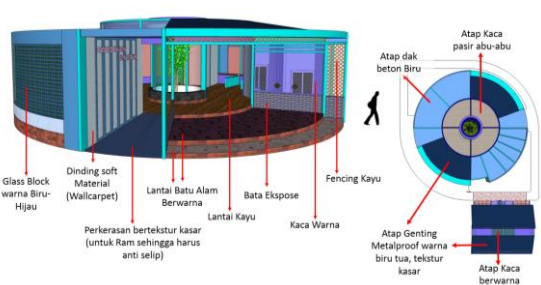 Glass Block
warna Biru-
Hijau
Dinding soft
Material
(Wallcarpet)
Perkerasan bertekstur kasar
(untuk Ram sehingga harus
anti selip)
Lantai Batu Alam
Berwarna
Lantai Kayu
Bata Ekspose
Kaca Warna
Fencing Kayu
Atap dak
beton Biru
Atap Kaca
pasir abu-abu
Atap Genting
Metalproof warna
biru tua, tekstur
kasar
Atap Kaca
berwarna